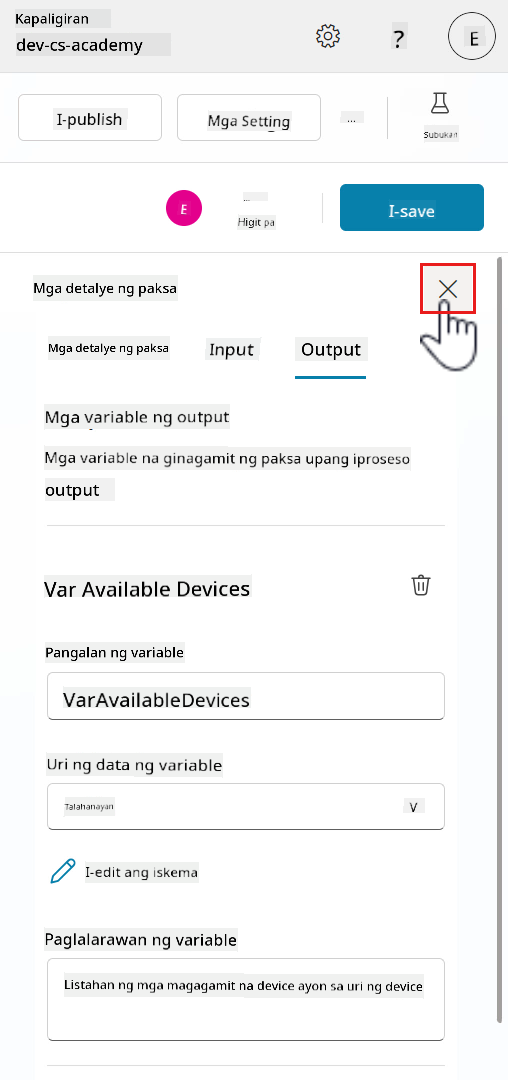 Kapaligiran
dev-cs-academy
?
E
I-publish
Mga Setting
...
Subukan
E
...
Higit pa
I-save
Mga detalye ng paksa
Mga detalye ng paksa
Input
Output
Mga variable ng output
Mga variable na ginagamit ng paksa upang iproseso
output
Var Available Devices
Pangalan ng variable
VarAvailableDevices
Uri ng data ng variable
Talahanayan
V
I-edit ang iskema
Paglalarawan ng variable
Listahan ng mga magagamit na device ayon sa uri ng device